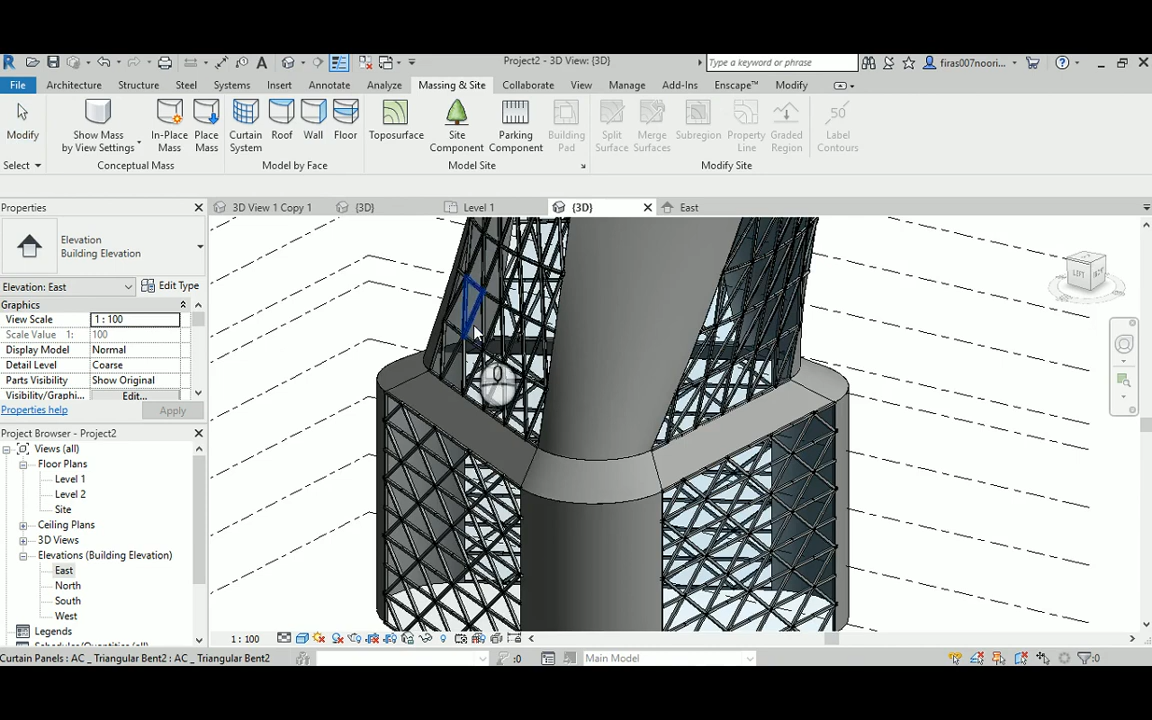 Project2 - 3D View: {3D}
Type a keyword or phrase
firas007noori...
File Architecture Structure Steel Systems Insert Annotate Analyze Massing & Site Collaborate View Manage Add-Ins Enscape™ Modify
Modify
Show Mass
by View Settings
In-Place
Mass
Place
Mass
Curtain
System
Roof
Wall
Floor
Toposurface
Site
Component
Parking
Component
Building
Pad
Split
Surface
Merge
Surfaces
Subregion
Property
Line
Graded
Region
50
Label
Contours
Select
Conceptual Mass
Model by Face
Model Site
Modify Site
Properties
3D View 1 Copy 1
{3D}
Level 1
{3D}
East
Elevation
Building Elevation
Elevation: East
Edit Type
Graphics
View Scale 1 : 100
Scale Value 1: 100
Display Model Normal
Detail Level Coarse
Parts Visibility Show Original
Visibility/Graphi... Edit...
Properties help
Apply
LEFT
Project Browser - Project2
Views (all)
Floor Plans
Level 1
Level 2
Site
Ceiling Plans
3D Views
Elevations (Building Elevation)
East
North
South
West
Legends
1 : 100
Curtain Panels : AC _ Triangular Bent2 : AC _ Triangular Bent2
:0
Main Model
:0